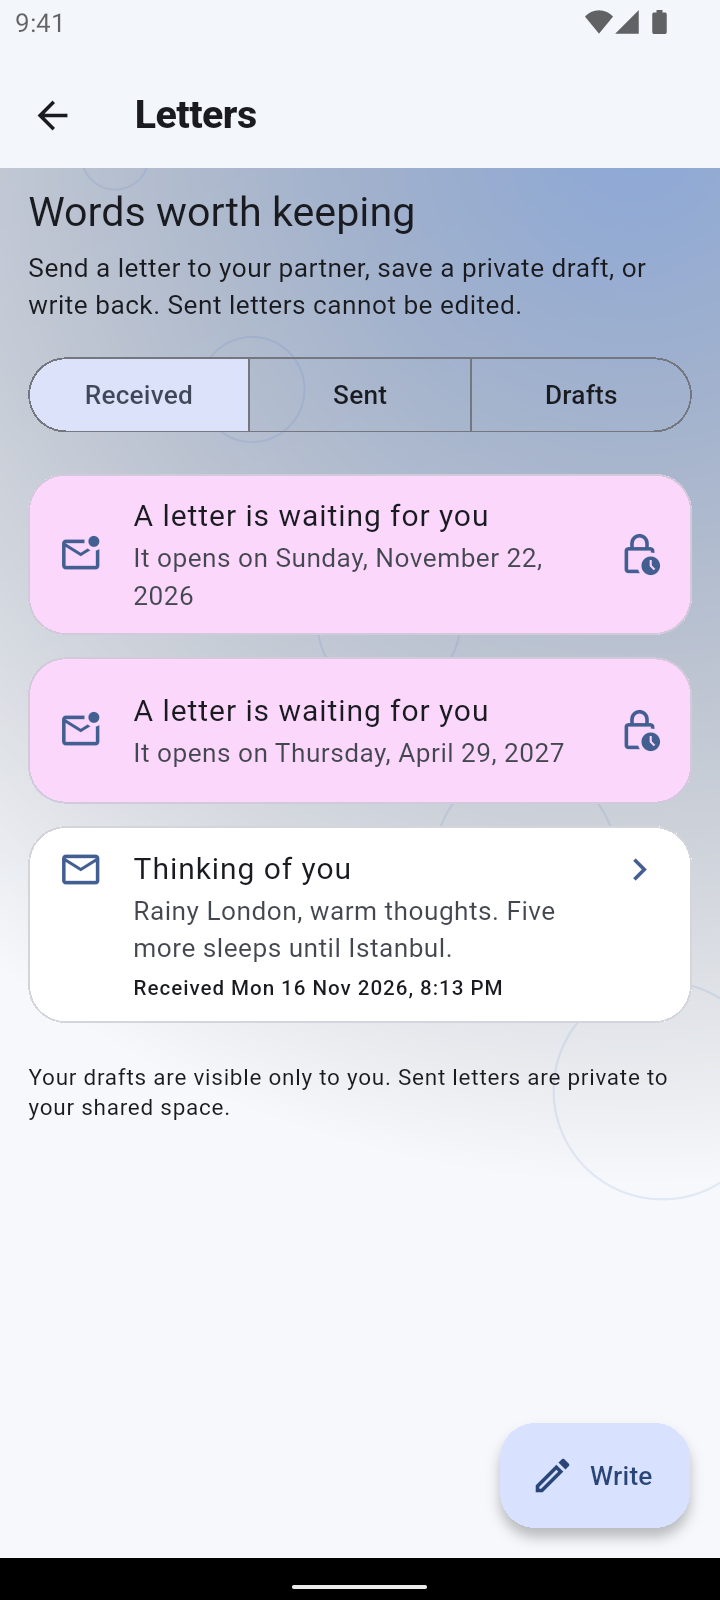 9:41
Letters
Words worth keeping
Send a letter to your partner, save a private draft, or
write back. Sent letters cannot be edited.
Received
Sent
Drafts
A letter is waiting for you
It opens on Sunday, November 22,
2026
A letter is waiting for you
It opens on Thursday, April 29, 2027
Thinking of you
Rainy London, warm thoughts. Five
more sleeps until Istanbul.
Received Mon 16 Nov 2026, 8:13 PM
Your drafts are visible only to you. Sent letters are private to
your shared space.
Write